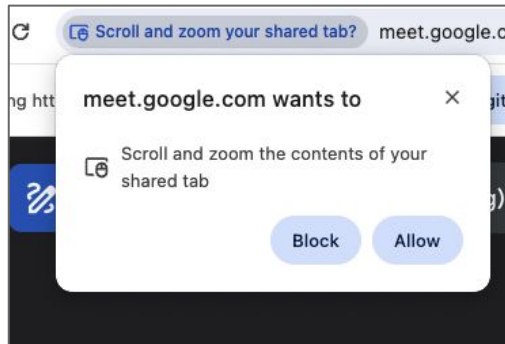 Scroll and zoom your shared tab? meet.google.c
ng htt
meet.google.com wants to
git
Scroll and zoom the contents of your
shared tab
g)
Block Allow